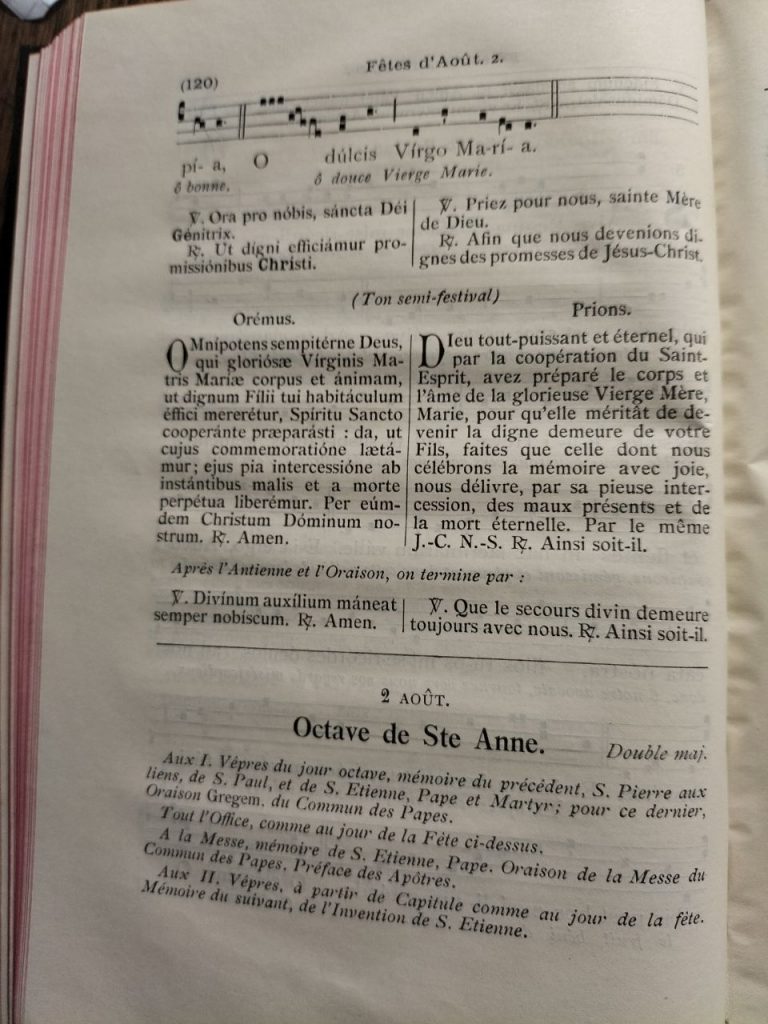 Fêtes d'Août. 2.
(120)
pí- a, O dúlcis Vírgo Ma-rí- a.
ô bonne, ô douce Vierge Marie.
℣. Ora pro nóbis, sáncta Déi
Génitrix.
℟. Ut digni efficiámur pro-
missiónibus Christi.
℣. Priez pour nous, sainte Mère
de Dieu.
℟. Afin que nous devenions di-
gnes des promesses de Jésus-Christ.
(Ton semi-festival)
Orémus.
OMnípotens sempitérne Deus,
qui gloriósæ Vírginis Ma-
tris Mariæ corpus et ánimam,
ut dignum Fílii tui habitáculum
éffici mererétur, Spíritu Sancto
cooperánte præparásti : da, ut
cujus commemoratióne lætá-
mur; ejus pia intercessióne ab
instántibus malis et a morte
perpétua liberémur. Per eúm-
dem Christum Dóminum no-
strum. ℟. Amen.
Prions.
DIeu tout-puissant et éternel, qui
par la coopération du Saint-
Esprit, avez préparé le corps et
l'âme de la glorieuse Vierge Mère,
Marie, pour qu'elle méritât de de-
venir la digne demeure de votre
Fils, faites que celle dont nous
célébrons la mémoire avec joie,
nous délivre, par sa pieuse inter-
cession, des maux présents et de
la mort éternelle. Par le même
J.-C. N.-S. ℟. Ainsi soit-il.
Après l'Antienne et l'Oraison, on termine par :
℣. Divínum auxílium máneat
semper nobíscum. ℟. Amen.
℣. Que le secours divin demeure
toujours avec nous. ℟. Ainsi soit-il.
2 AOÛT.
Octave de Ste Anne.
Double maj.
Aux I. Vêpres du jour octave, mémoire du précédent, S. Pierre aux
liens, de S. Paul, et de S. Etienne, Pape et Martyr; pour ce dernier,
Oraison Gregem, du Commun des Papes.
Tout l'Office, comme au jour de la Fête ci-dessus.
A la Messe, mémoire de S. Etienne, Pape. Oraison de la Messe du
Commun des Papes. Préface des Apôtres.
Aux II. Vêpres, à partir de Capitule comme au jour de la fête.
Mémoire du suivant, de l'Invention de S. Etienne.